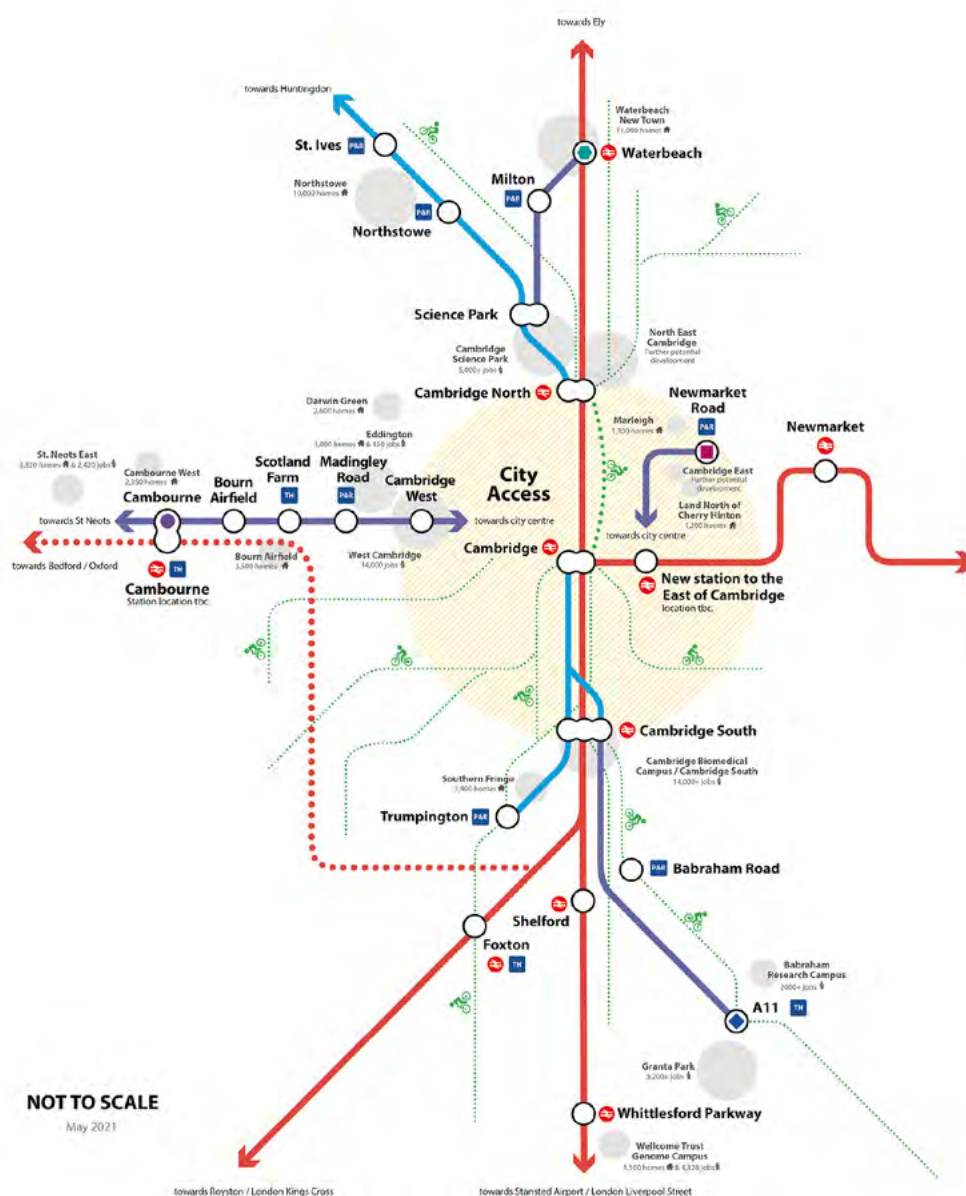 towards Ely
towards Huntingdon
Waterbeach
New Town
11,000 homes
St. Ives
P&R
Waterbeach
Northstowe
10,000 homes
Milton
P&R
P&R
Northstowe
Science Park
North East
Cambridge
Further potential
development
Cambridge
Science Park
5,000+ jobs
Cambridge North
Newmarket
Road
P&R
Darwin Green
2,600 homes
Marleigh
1,300 homes
Newmarket
Eddington
3,000 homes & 450 jobs
St. Neots East
3,820 homes & 2,420 jobs
Cambourne West
2,350 homes
Cambourne
Bourn
Airfield
Scotland
Farm
TH
Madingley
Road
P&R
Cambridge
West
City
Access
Cambridge East
Further potential
development
Land North of
Cherry Hinton
1,200 homes
towards St Neots
towards city centre
towards city centre
Bourn Airfield
3,500 homes
West Cambridge
14,000 jobs
Cambridge
towards Bedford / Oxford
TH
Cambourne
Station location tbc.
New station to the
East of Cambridge
location tbc.
Cambridge South
Cambridge Biomedical
Campus / Cambridge South
14,000+ jobs
Southern Fringe
homes
Trumpington
P&R
P&R
Babraham Road
Shelford
Foxton
TH
Babraham
Research Campus
2000+ jobs
A11
TH
Granta Park
3,200+ jobs
NOT TO SCALE
May 2021
Whittlesford Parkway
Wellcome Trust
Genome Campus
1,500 homes & 4,328 jobs
towards Royston / London Kings Cross
towards Stansted Airport / London Liverpool Street